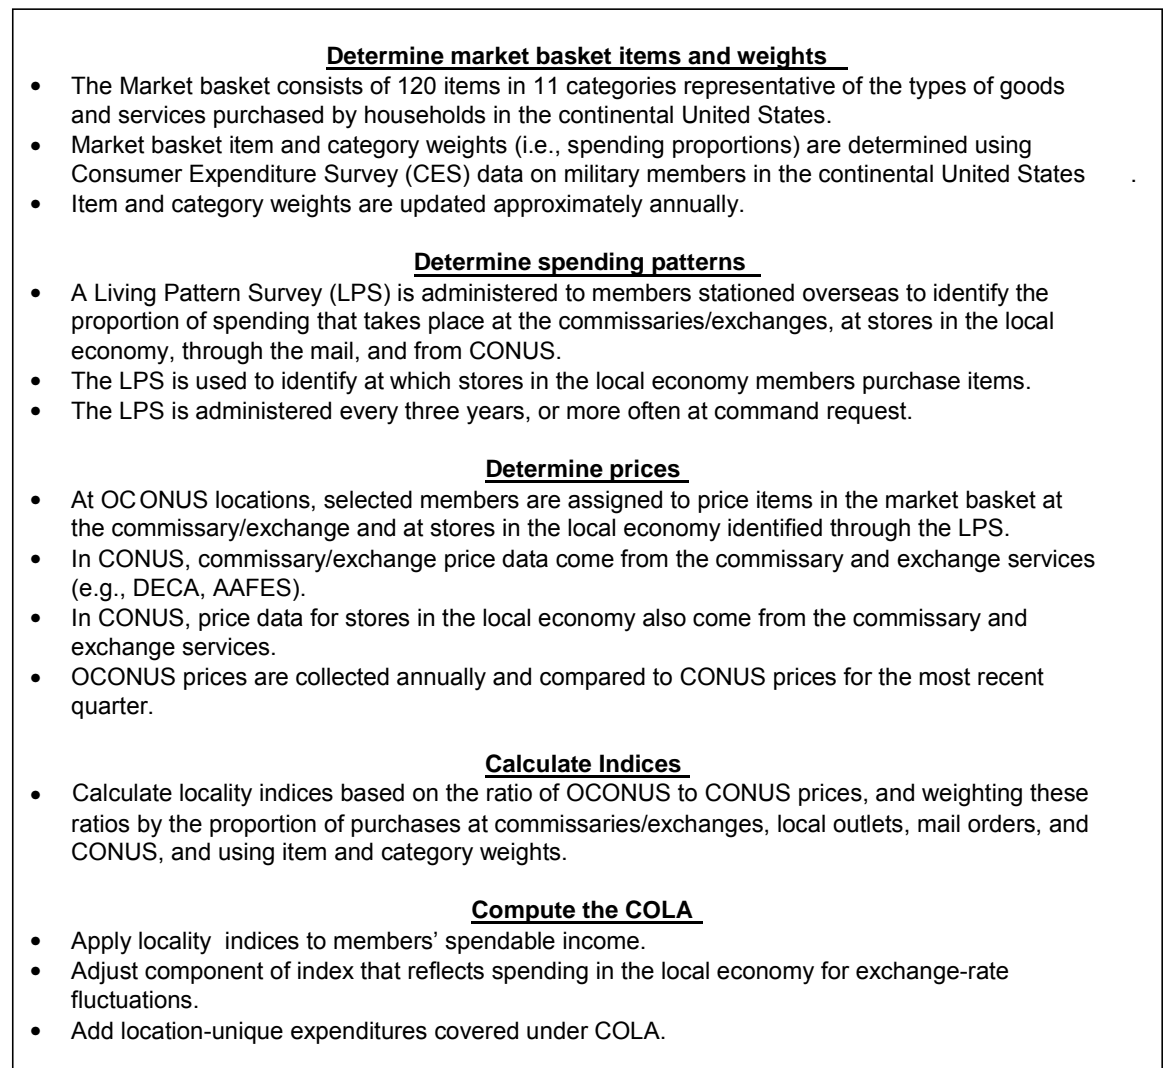 Determine market basket items and weights
• The Market basket consists of 120 items in 11 categories representative of the types of goods
and services purchased by households in the continental United States.
• Market basket item and category weights (i.e., spending proportions) are determined using
Consumer Expenditure Survey (CES) data on military members in the continental United States .
• Item and category weights are updated approximately annually.
Determine spending patterns
• A Living Pattern Survey (LPS) is administered to members stationed overseas to identify the
proportion of spending that takes place at the commissaries/exchanges, at stores in the local
economy, through the mail, and from CONUS.
• The LPS is used to identify at which stores in the local economy members purchase items.
• The LPS is administered every three years, or more often at command request.
Determine prices
• At OCONUS locations, selected members are assigned to price items in the market basket at
the commissary/exchange and at stores in the local economy identified through the LPS.
• In CONUS, commissary/exchange price data come from the commissary and exchange services
(e.g., DECA, AAFES).
• In CONUS, price data for stores in the local economy also come from the commissary and
exchange services.
• OCONUS prices are collected annually and compared to CONUS prices for the most recent
quarter.
Calculate Indices
• Calculate locality indices based on the ratio of OCONUS to CONUS prices, and weighting these
ratios by the proportion of purchases at commissaries/exchanges, local outlets, mail orders, and
CONUS, and using item and category weights.
Compute the COLA
• Apply locality indices to members’ spendable income.
• Adjust component of index that reflects spending in the local economy for exchange-rate
fluctuations.
• Add location-unique expenditures covered under COLA.